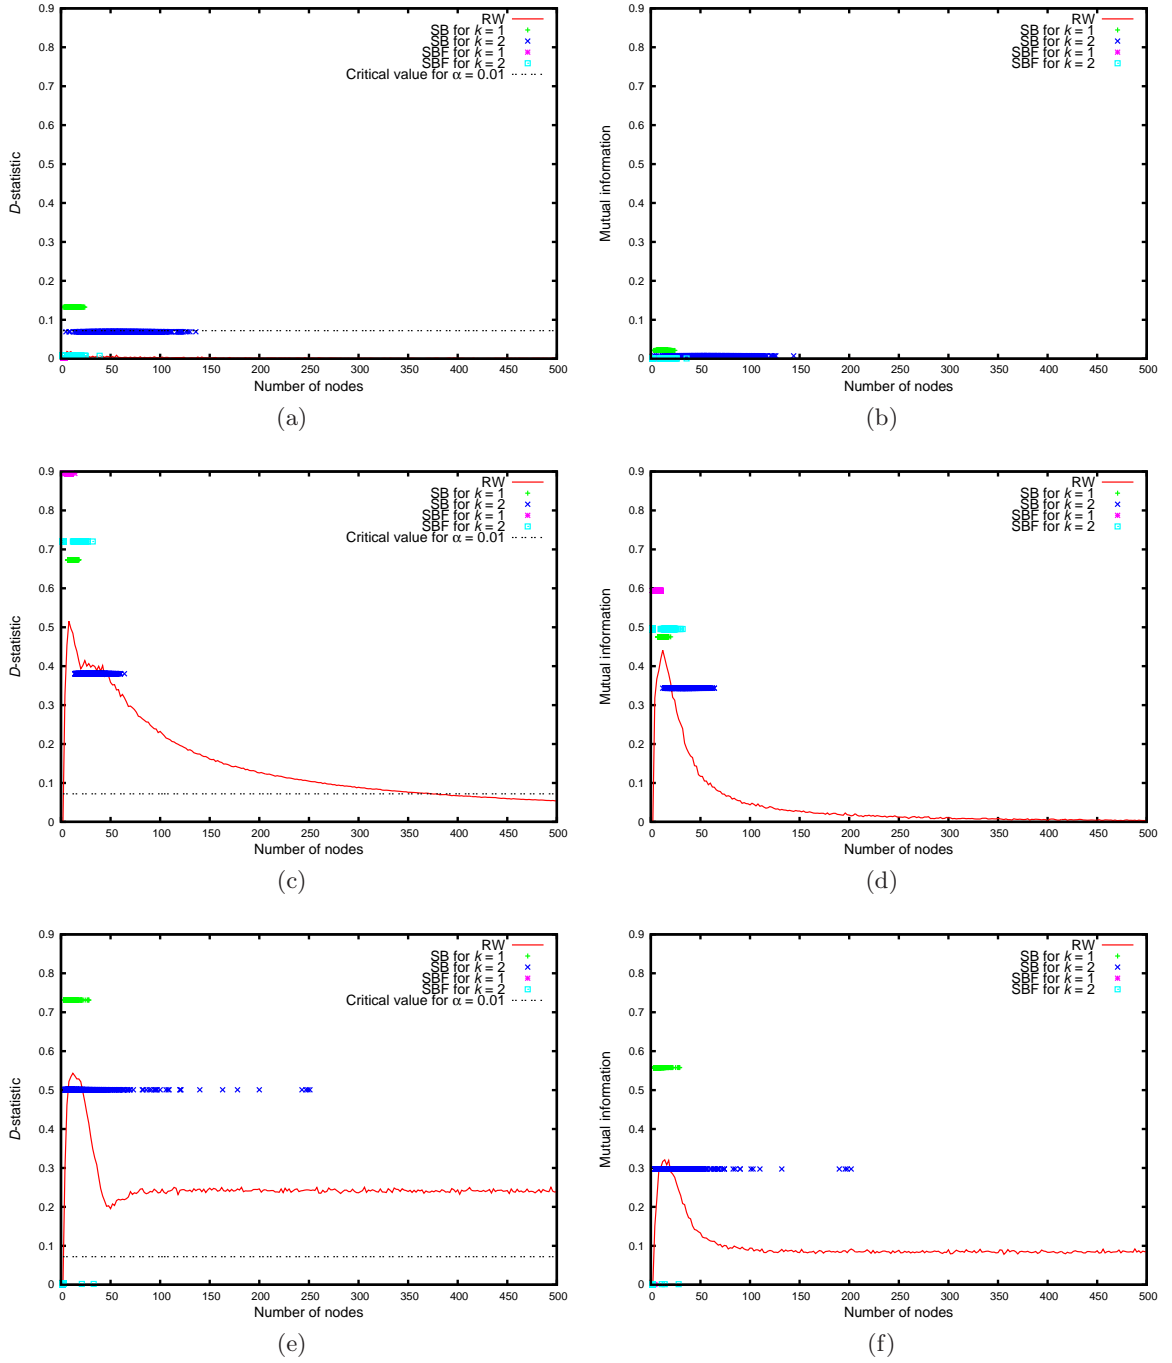 0.9
0.8
0.7
0.6
0.5
0.4
0.3
0.2
0.1
0
D-statistic
RW
SB for k = 1
SB for k = 2
SBF for k = 1
SBF for k = 2
Critical value for α = 0.01
0 50 100 150 200 250 300 350 400 450 500
Number of nodes
(a)
0.9
0.8
0.7
0.6
0.5
0.4
0.3
0.2
0.1
0
Mutual information
RW
SB for k = 1
SB for k = 2
SBF for k = 1
SBF for k = 2
0 50 100 150 200 250 300 350 400 450 500
Number of nodes
(b)
0.9
0.8
0.7
0.6
0.5
0.4
0.3
0.2
0.1
0
D-statistic
RW
SB for k = 1
SB for k = 2
SBF for k = 1
SBF for k = 2
Critical value for α = 0.01
0 50 100 150 200 250 300 350 400 450 500
Number of nodes
(c)
0.9
0.8
0.7
0.6
0.5
0.4
0.3
0.2
0.1
0
Mutual information
RW
SB for k = 1
SB for k = 2
SBF for k = 1
SBF for k = 2
0 50 100 150 200 250 300 350 400 450 500
Number of nodes
(d)
0.9
0.8
0.7
0.6
0.5
0.4
0.3
0.2
0.1
0
D-statistic
RW
SB for k = 1
SB for k = 2
SBF for k = 1
SBF for k = 2
Critical value for α = 0.01
0 50 100 150 200 250 300 350 400 450 500
Number of nodes
(e)
0.9
0.8
0.7
0.6
0.5
0.4
0.3
0.2
0.1
0
Mutual information
RW
SB for k = 1
SB for k = 2
SBF for k = 1
SBF for k = 2
0 50 100 150 200 250 300 350 400 450 500
Number of nodes
(f)